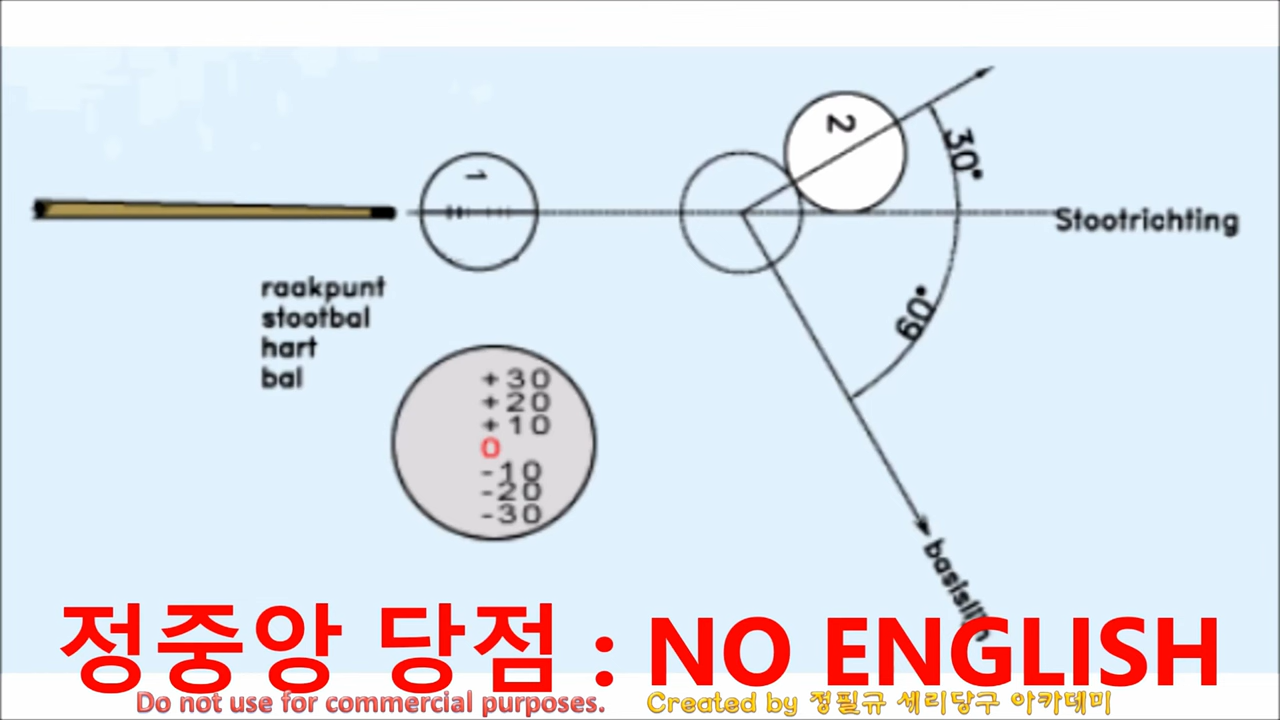 1
2
30°
Stootrichting
60°
raakpunt
stootbal
hart
bal
+30
+20
+10
0
-10
-20
-30
정중앙 당점 : NO ENGLISH
Do not use for commercial purposes. Created by 정필규 세리당구 아카데미